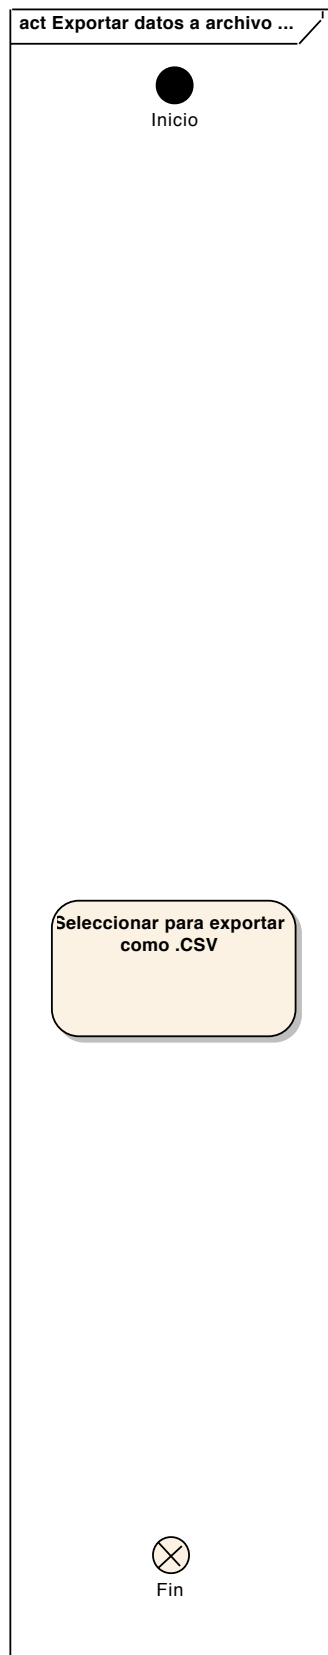 act Exportar datos a archivo ...
Inicio
Seleccionar para exportar
como .CSV
Fin